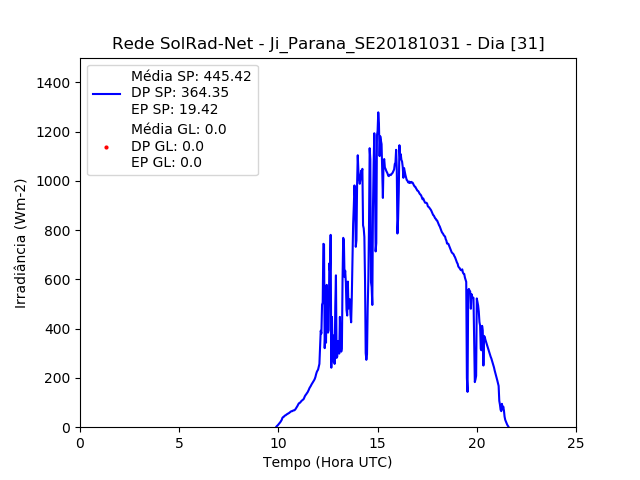 Rede SolRad-Net - Ji_Parana_SE20181031 - Dia [31]
Média SP: 445.42
DP SP: 364.35
EP SP: 19.42
Média GL: 0.0
DP GL: 0.0
EP GL: 0.0
1400
1200
1000
800
600
400
200
0
Irradiância (Wm-2)
0 5 10 15 20 25
Tempo (Hora UTC)